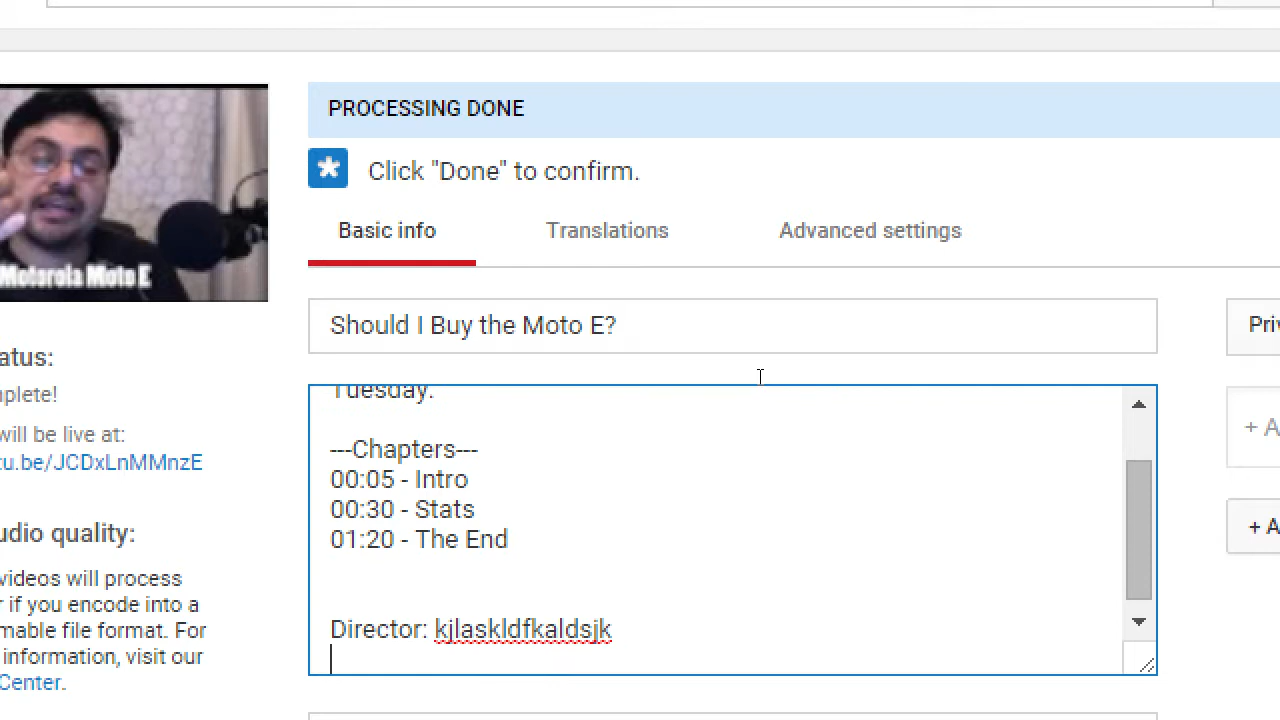 PROCESSING DONE
Click "Done" to confirm.
Basic info
Translations
Advanced settings
Motorola Moto E
Should I Buy the Moto E?
Pri
atus:
nplete!
will be live at:
tu.be/JCDxLnMMnzE
udio quality:
videos will process
r if you encode into a
mable file format. For
information, visit our
Center.
Tuesday.
---Chapters---
00:05 - Intro
00:30 - Stats
01:20 - The End
Director: kjlaskldfkaldsjk
+ A
+ A